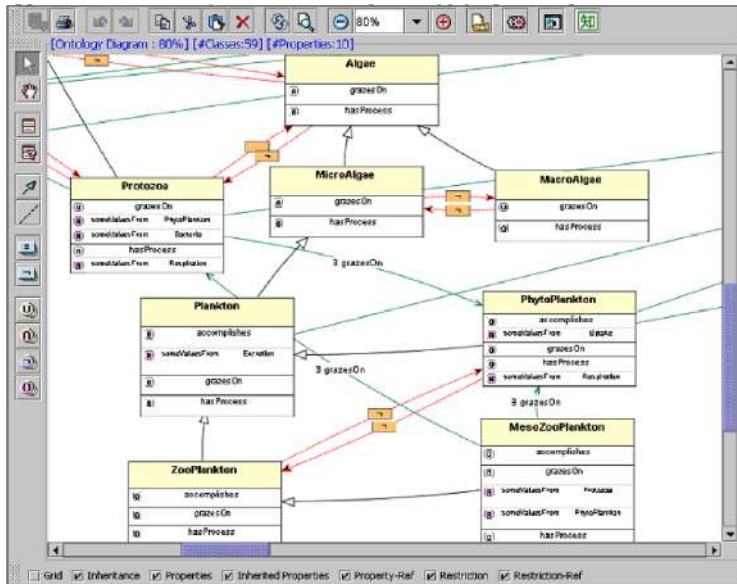 80%
知
[Ontology Diagram : 80%] [#Classes:59] [#Properties:10]
Algae
grazesOn
hasProcess
MicroAlgae
grazesOn
hasProcess
MacroAlgae
grazesOn
hasProcess
Protozoa
grazesOn
someValuesFrom PhytoPlankton
someValuesFrom Bacteria
hasProcess
someValuesFrom Respiration
∃ grazesOn
Plankton
accomplishes
someValuesFrom Excretion
grazesOn
hasProcess
PhytoPlankton
accomplishes
someValuesFrom Uptake
grazesOn
hasProcess
someValuesFrom Respiration
∃ grazesOn
∃ grazesOn
MesoZooPlankton
accomplishes
grazesOn
someValuesFrom Protozoa
someValuesFrom PhytoPlankton
hasProcess
ZooPlankton
accomplishes
grazesOn
hasProcess
Grid Inheritance Properties Inherited Properties Property-Ref Restriction Restriction-Ref